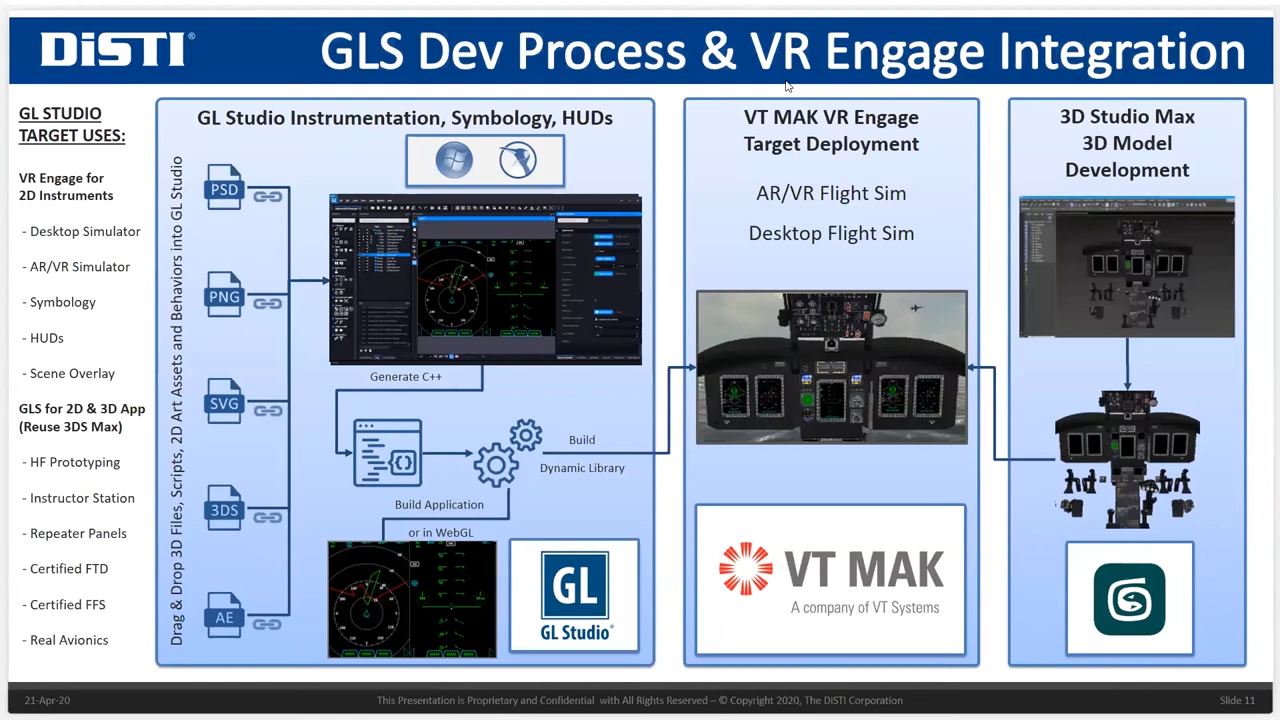 DiSTI®
GLS Dev Process & VR Engage Integration
GL STUDIO
TARGET USES:
VR Engage for
2D Instruments
- Desktop Simulator
- AR/VR Simulator
- Symbology
- HUDs
- Scene Overlay
GLS for 2D & 3D App
(Reuse 3DS Max)
- HF Prototyping
- Instructor Station
- Repeater Panels
- Certified FTD
- Certified FFS
- Real Avionics
GL Studio Instrumentation, Symbology, HUDs
Drag & Drop 3D Files, Scripts, 2D Art Assets and Behaviors into GL Studio
PSD
PNG
SVG
3DS
AE
Generate C++
Build
Dynamic Library
Build Application
or in WebGL
GL
GL Studio®
VT MAK VR Engage
Target Deployment
AR/VR Flight Sim
Desktop Flight Sim
VT MAK
A company of VT Systems
3D Studio Max
3D Model
Development
21-Apr-20
This Presentation is Proprietary and Confidential with All Rights Reserved – © Copyright 2020, The DiSTI Corporation
Slide 11